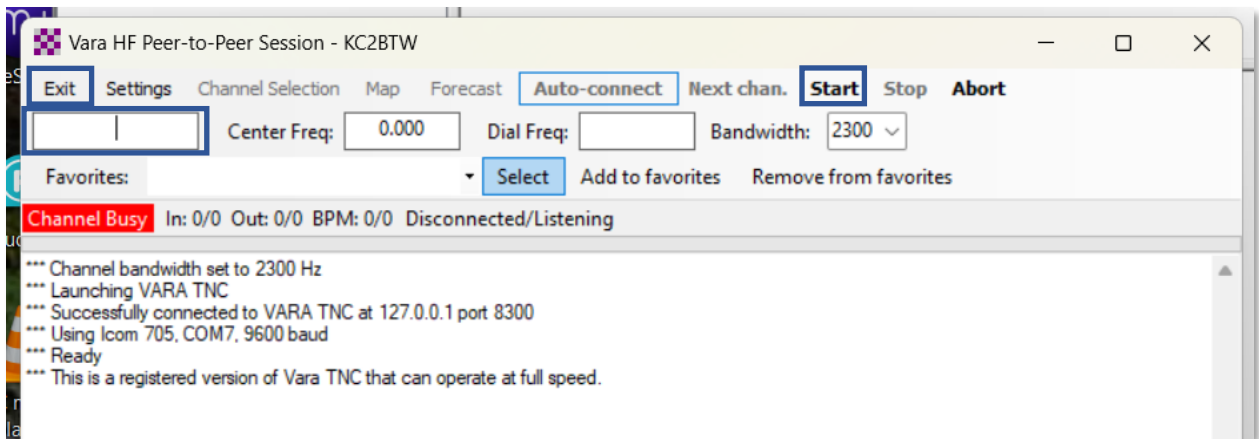 Vara HF Peer-to-Peer Session - KC2BTW
Exit Settings Channel Selection Map Forecast Auto-connect Next chan. Start Stop Abort
Center Freq: 0.000 Dial Freq: Bandwidth: 2300
Favorites: Select Add to favorites Remove from favorites
Channel Busy In: 0/0 Out: 0/0 BPM: 0/0 Disconnected/Listening
*** Channel bandwidth set to 2300 Hz
*** Launching VARA TNC
*** Successfully connected to VARA TNC at 127.0.0.1 port 8300
*** Using Icom 705, COM7, 9600 baud
*** Ready
*** This is a registered version of Vara TNC that can operate at full speed.